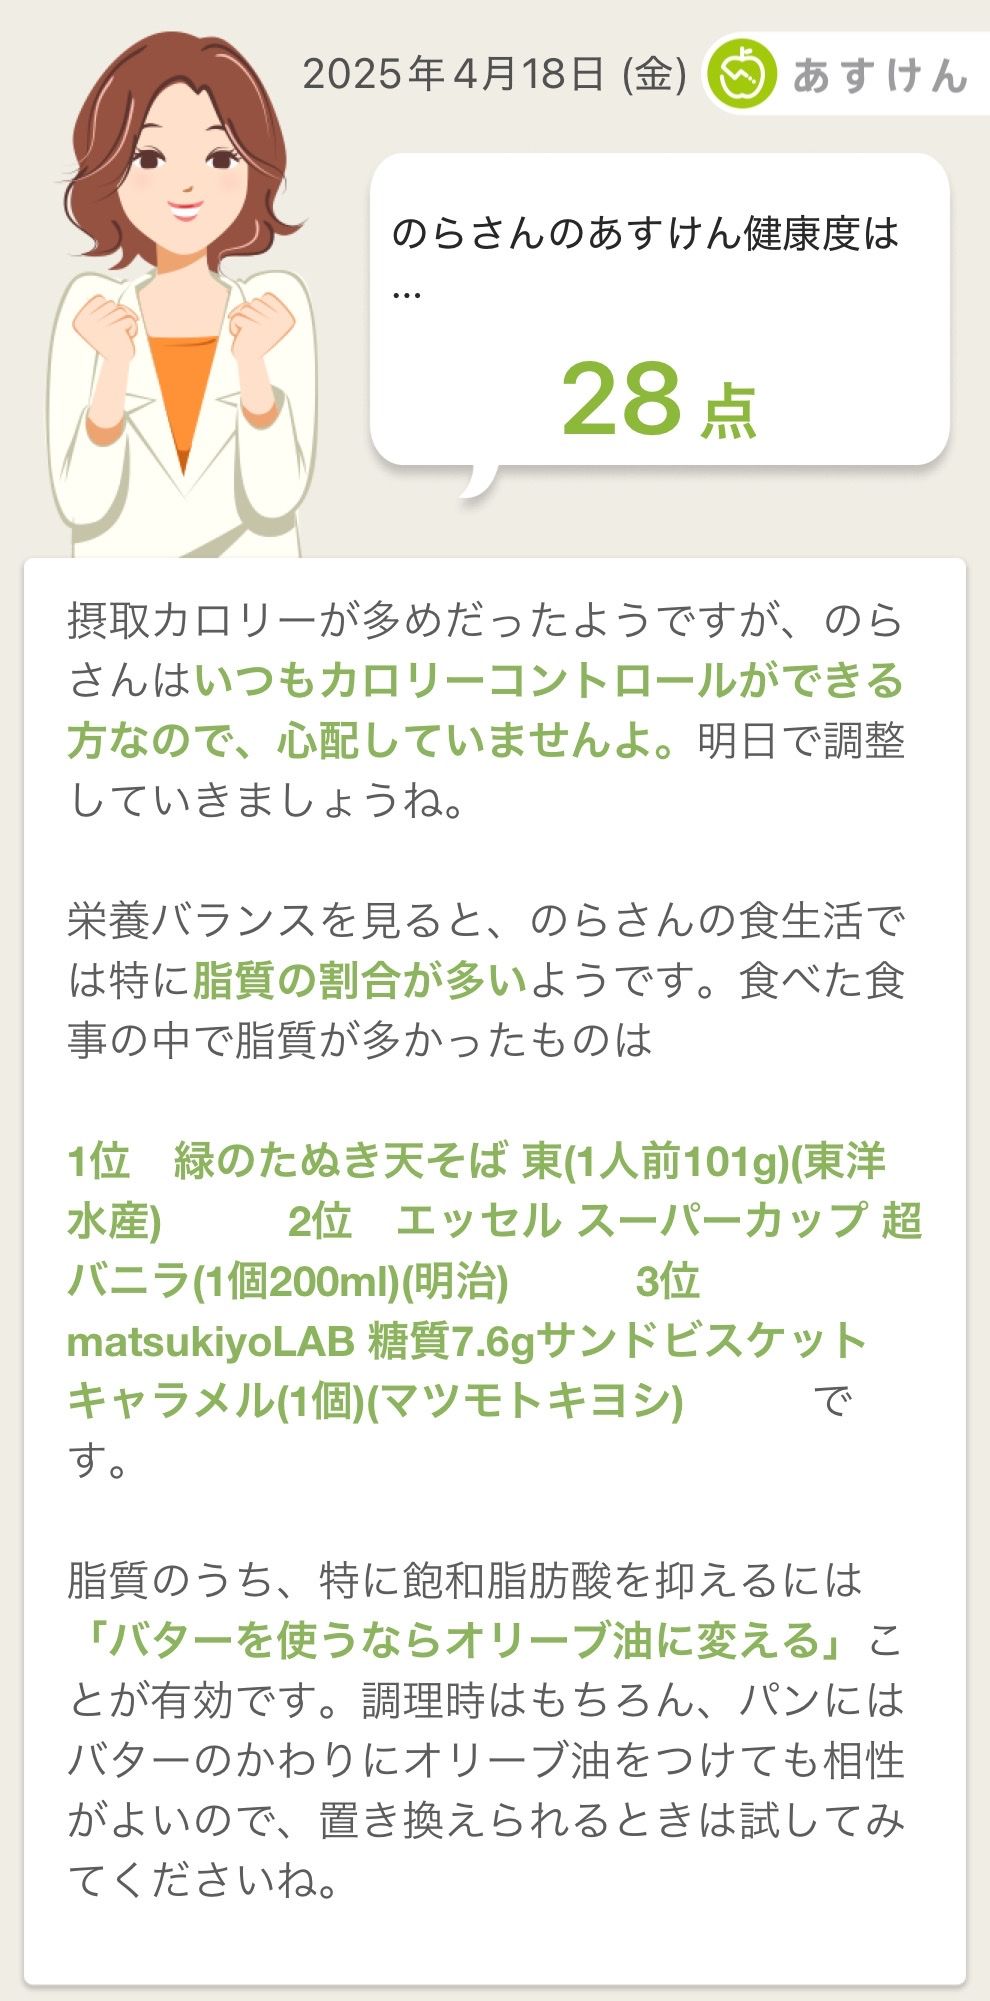 2025年4月18日 (金)
あすけん
のらさんのあすけん健康度は
...
28 点
摂取カロリーが多めだったようですが、のら
さんはいつもカロリーコントロールができる
方なので、心配していませんよ。明日で調整
していきましょうね。
栄養バランスを見ると、のらさんの食生活で
は特に脂質の割合が多いようです。食べた食
事の中で脂質が多かったものは
1位　緑のたぬき天そば 東(1人前101g)(東洋
水産)　　　2位　エッセル スーパーカップ 超
バニラ(1個200ml)(明治)　　　3位
matsukiyoLAB 糖質7.6gサンドビスケット
キャラメル(1個)(マツモトキヨシ)　　　で
す。
脂質のうち、特に飽和脂肪酸を抑えるには
「バターを使うならオリーブ油に変える」こ
とが有効です。調理時はもちろん、パンには
バターのかわりにオリーブ油をつけても相性
がよいので、置き換えられるときは試してみ
てくださいね。